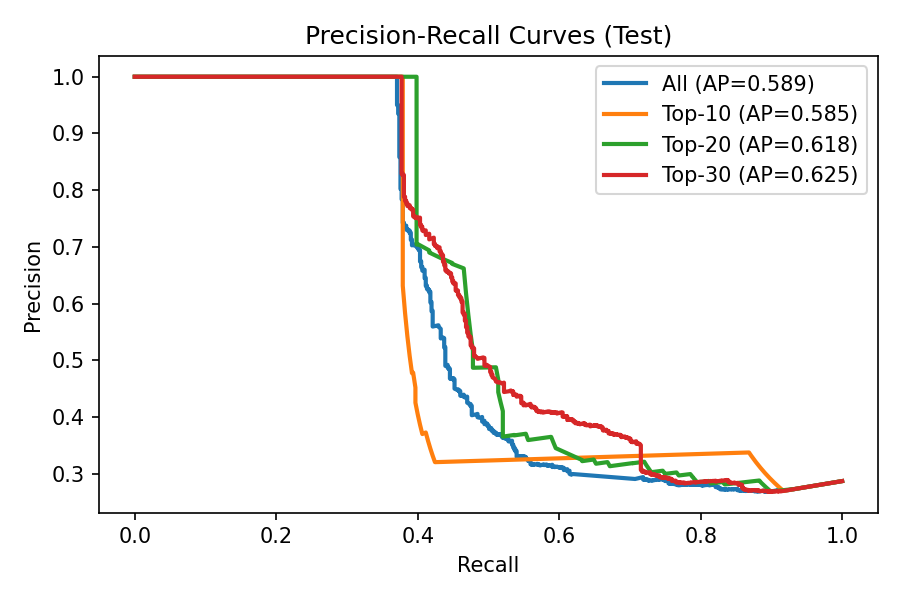 Precision-Recall Curves (Test)
Precision
1.0
0.9
0.8
0.7
0.6
0.5
0.4
0.3
All (AP=0.589)
Top-10 (AP=0.585)
Top-20 (AP=0.618)
Top-30 (AP=0.625)
0.0 0.2 0.4 0.6 0.8 1.0
Recall